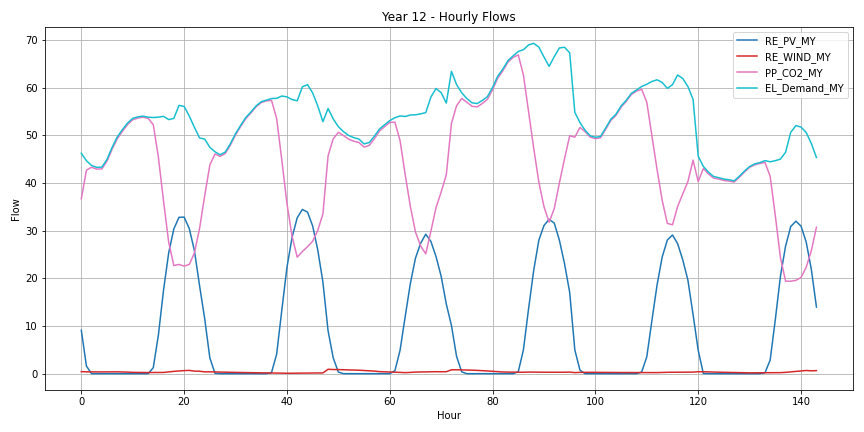 Year 12 - Hourly Flows
RE_PV_MY
RE_WIND_MY
PP_CO2_MY
EL_Demand_MY
70
60
50
40
30
20
10
0
Flow
0 20 40 60 80 100 120 140
Hour